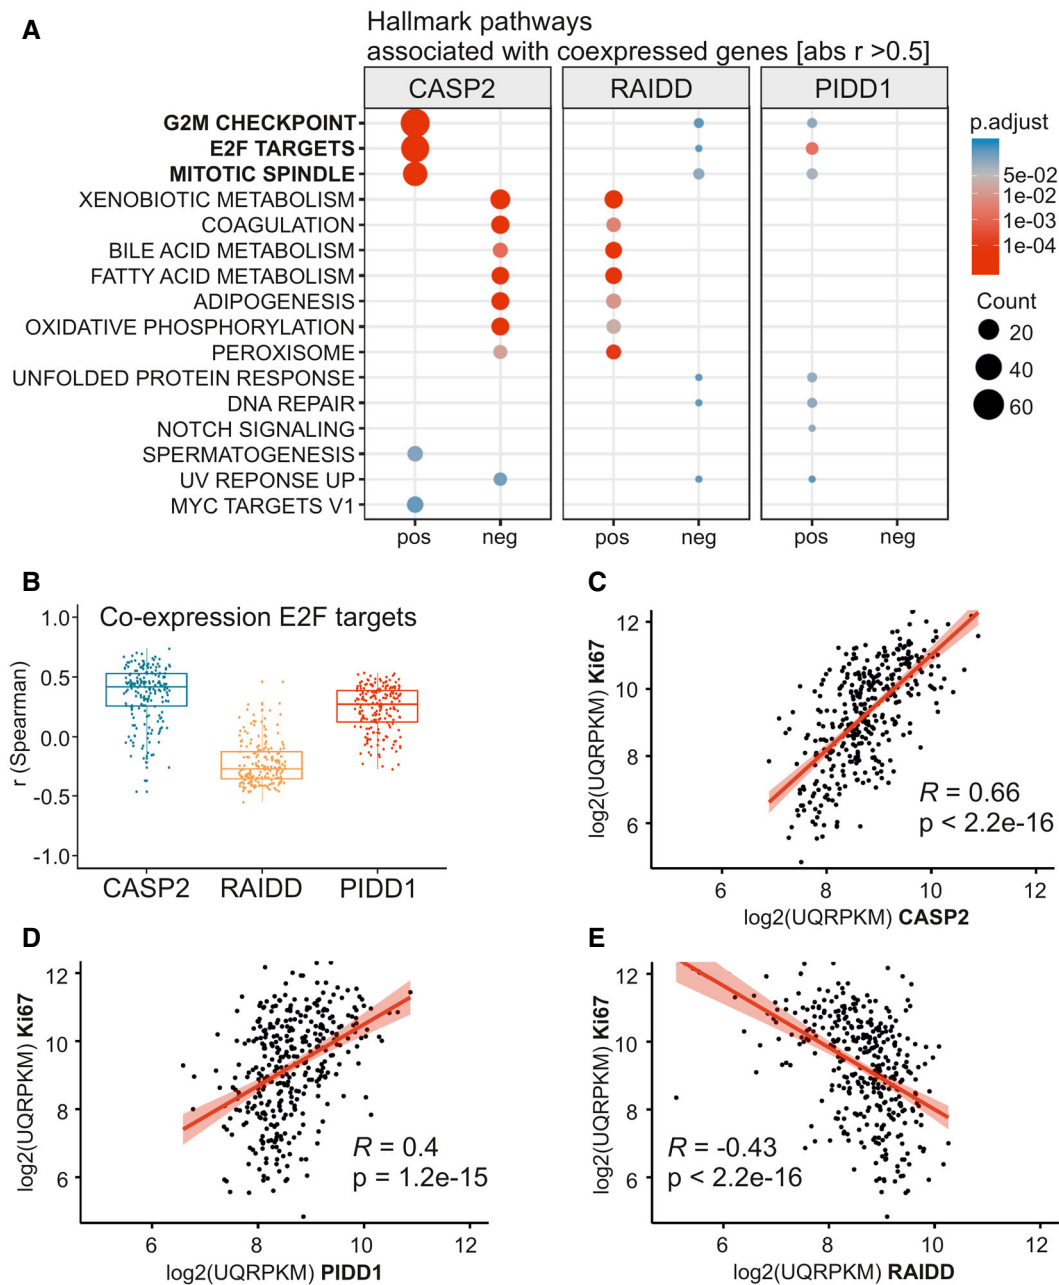 A
Hallmark pathways
associated with coexpressed genes [abs r >0.5]
CASP2 RAIDD PIDD1
G2M CHECKPOINT
E2F TARGETS
MITOTIC SPINDLE
XENOBIOTIC METABOLISM
COAGULATION
BILE ACID METABOLISM
FATTY ACID METABOLISM
ADIPOGENESIS
OXIDATIVE PHOSPHORYLATION
PEROXISOME
UNFOLDED PROTEIN RESPONSE
DNA REPAIR
NOTCH SIGNALING
SPERMATOGENESIS
UV REPONSE UP
MYC TARGETS V1
pos neg pos neg pos neg
p.adjust
5e-02
1e-02
1e-03
1e-04
Count
20
40
60
B
Co-expression E2F targets
r (Spearman)
1.0
0.5
0.0
-0.5
-1.0
CASP2 RAIDD PIDD1
C
log2(UQRPKM) Ki67
12
10
8
6
R = 0.66
p < 2.2e-16
6 8 10 12
log2(UQRPKM) CASP2
D
log2(UQRPKM) Ki67
12
10
8
6
R = 0.4
p = 1.2e-15
6 8 10 12
log2(UQRPKM) PIDD1
E
log2(UQRPKM) Ki67
12
10
8
6
R = -0.43
p < 2.2e-16
6 8 10 12
log2(UQRPKM) RAIDD